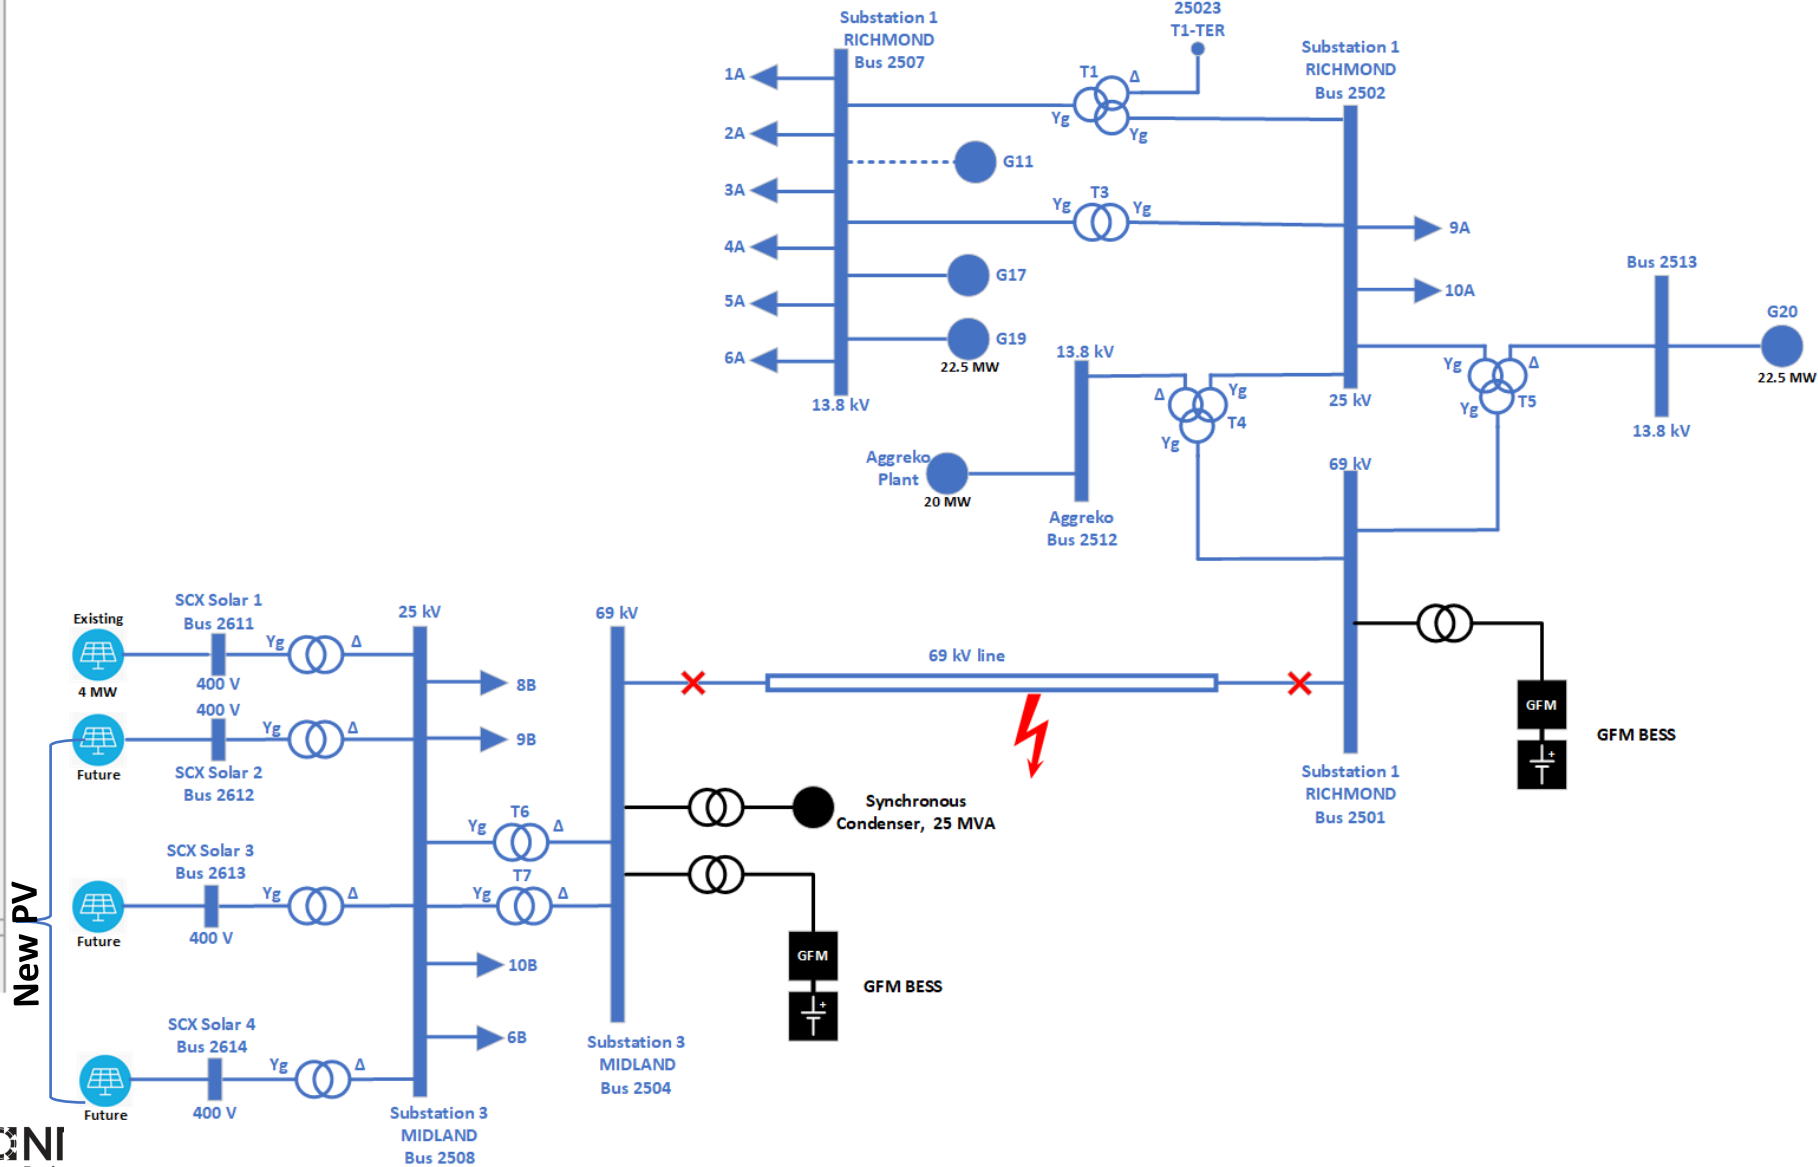 Substation 1
RICHMOND
Bus 2507
25023
T1-TER
Substation 1
RICHMOND
Bus 2502
1A
2A
3A
4A
5A
6A
T1
Δ
Yg
Yg
G11
T3
Yg
Yg
G17
G19
22.5 MW
13.8 kV
9A
10A
25 kV
Bus 2513
G20
22.5 MW
13.8 kV
Yg
Δ
Yg
T5
13.8 kV
Δ
Yg
T4
Yg
Aggreko
Plant
20 MW
Aggreko
Bus 2512
69 kV
Existing
4 MW
SCX Solar 1
Bus 2611
400 V
Yg
Δ
25 kV
69 kV
400 V
Yg
Δ
Future
SCX Solar 2
Bus 2612
8B
9B
69 kV line
GFM
+
GFM BESS
Substation 1
RICHMOND
Bus 2501
T6
Yg
Δ
Synchronous
Condenser, 25 MVA
SCX Solar 3
Bus 2613
Yg
Δ
400 V
Future
T7
Yg
Δ
New PV
10B
GFM
+
GFM BESS
6B
SCX Solar 4
Bus 2614
Yg
Δ
400 V
Future
Substation 3
MIDLAND
Bus 2504
Substation 3
MIDLAND
Bus 2508
NI